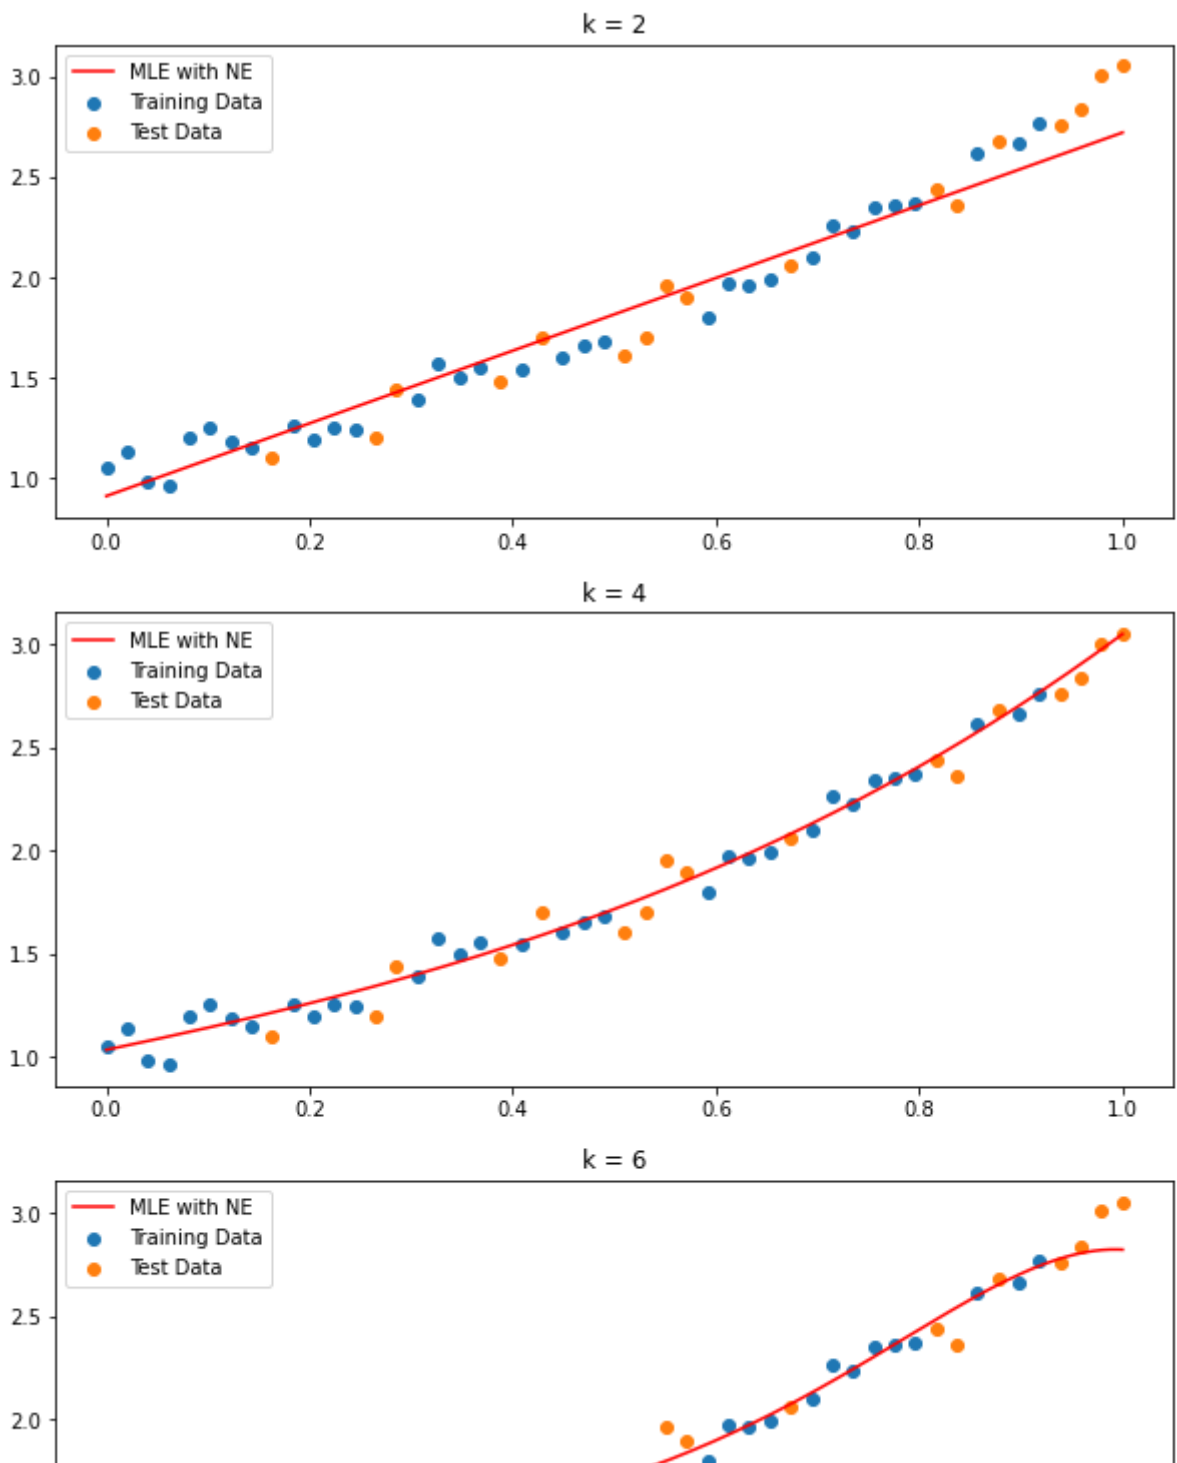 k = 2
MLE with NE
Training Data
Test Data
3.0
2.5
2.0
1.5
1.0
0.0 0.2 0.4 0.6 0.8 1.0
k = 4
MLE with NE
Training Data
Test Data
3.0
2.5
2.0
1.5
1.0
0.0 0.2 0.4 0.6 0.8 1.0
k = 6
MLE with NE
Training Data
Test Data
3.0
2.5
2.0